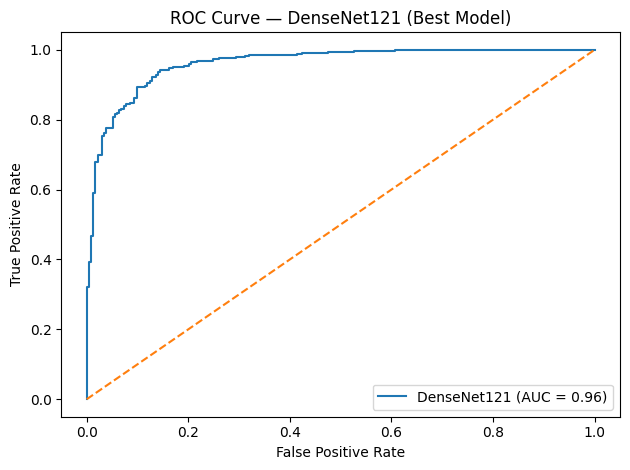 ROC Curve — DenseNet121 (Best Model)
1.0
0.8
0.6
0.4
0.2
0.0
True Positive Rate
DenseNet121 (AUC = 0.96)
0.0 0.2 0.4 0.6 0.8 1.0
False Positive Rate